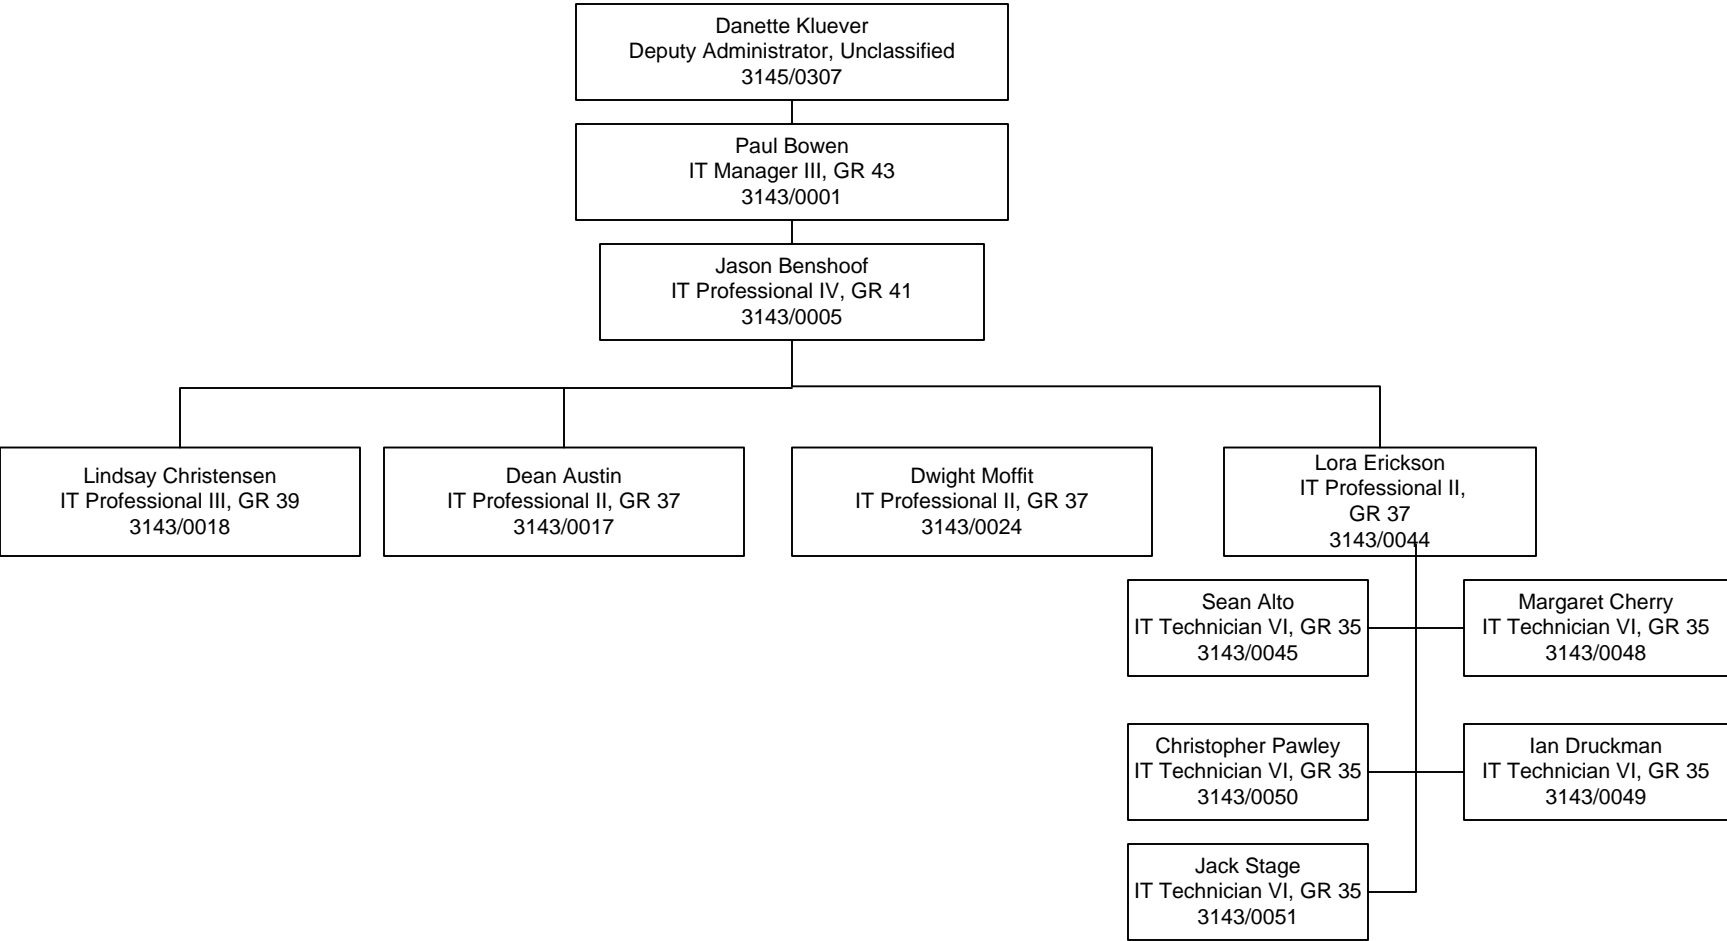 Danette Kluever
Deputy Administrator, Unclassified
3145/0307
Paul Bowen
IT Manager III, GR 43
3143/0001
Jason Benshoof
IT Professional IV, GR 41
3143/0005
Lindsay Christensen
IT Professional III, GR 39
3143/0018
Dean Austin
IT Professional II, GR 37
3143/0017
Dwight Moffit
IT Professional II, GR 37
3143/0024
Lora Erickson
IT Professional II,
GR 37
3143/0044
Sean Alto
IT Technician VI, GR 35
3143/0045
Margaret Cherry
IT Technician VI, GR 35
3143/0048
Christopher Pawley
IT Technician VI, GR 35
3143/0050
Ian Druckman
IT Technician VI, GR 35
3143/0049
Jack Stage
IT Technician VI, GR 35
3143/0051